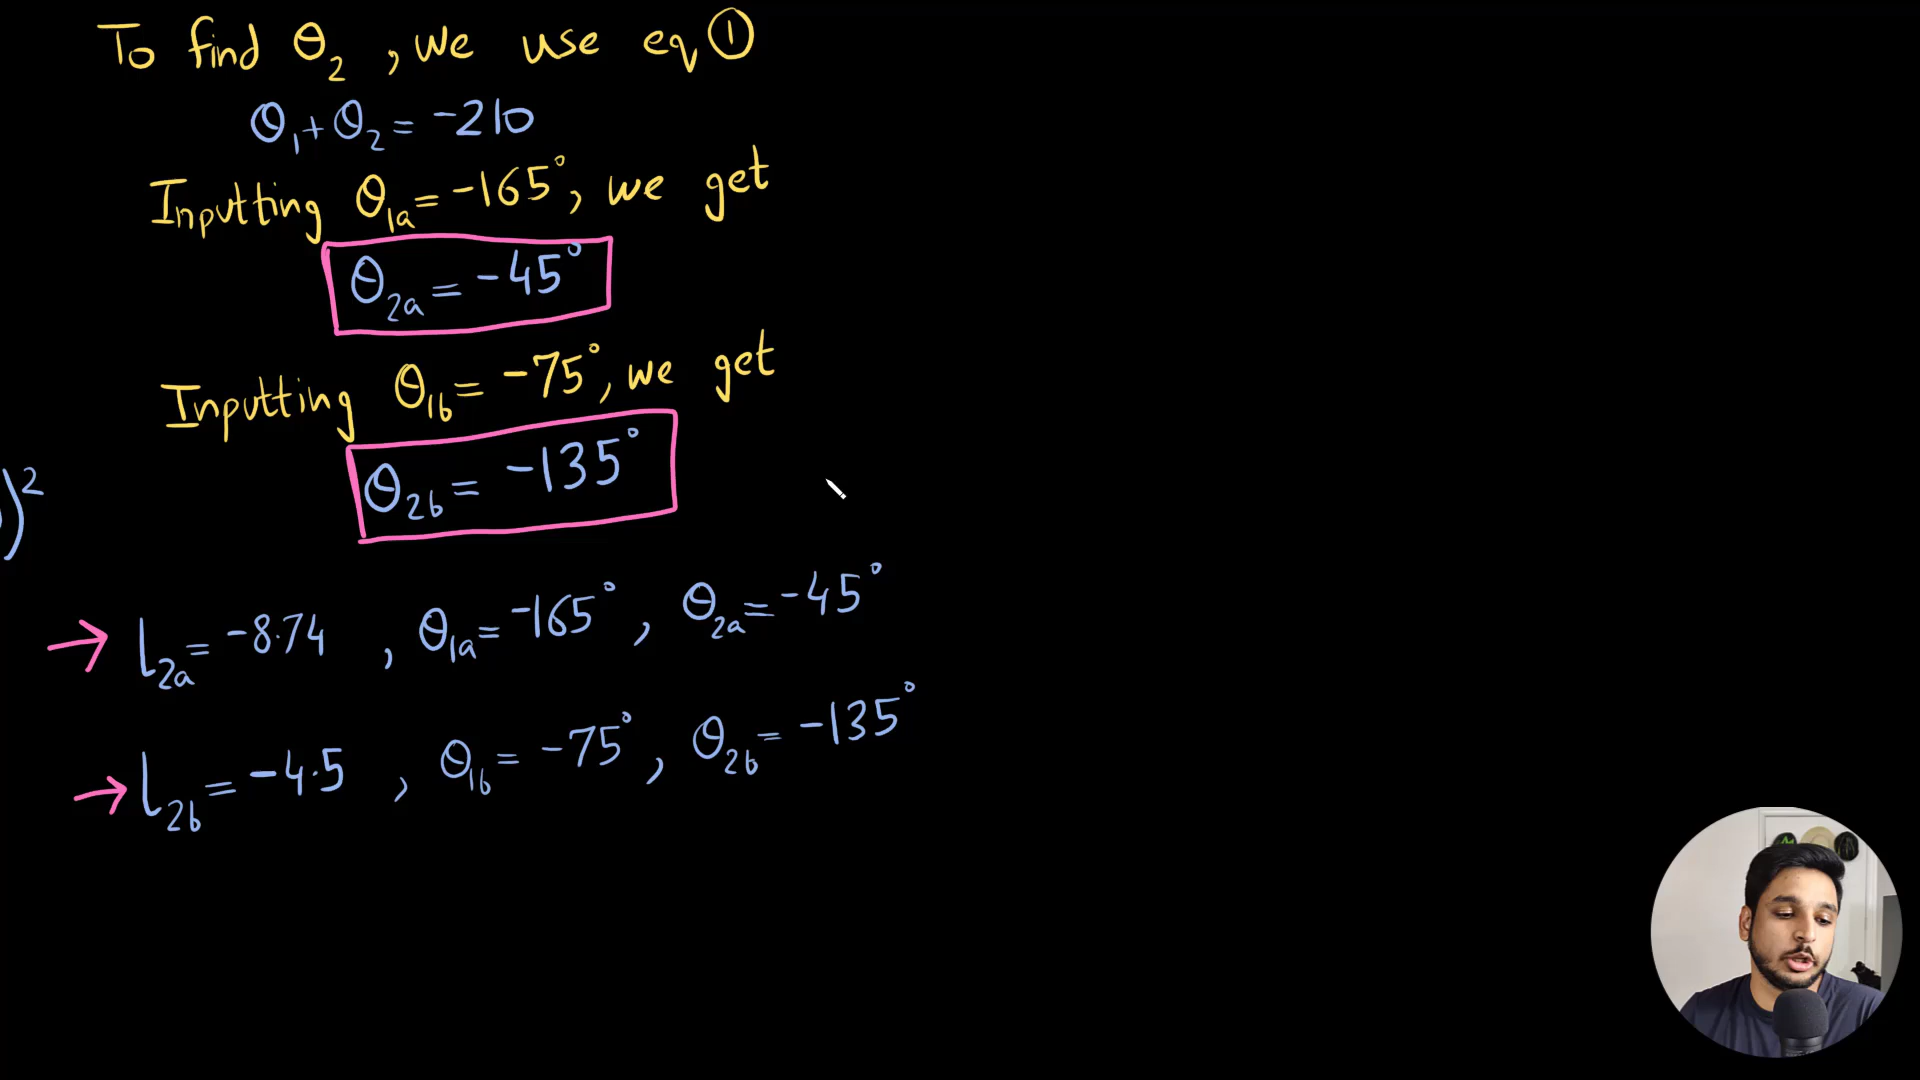 To find θ₂ , we use eq ①
θ₁ + θ₂ = -210
Inputting θ₁ₐ = -165°, we get
θ₂ₐ = -45°
Inputting θ₁b = -75°, we get
θ₂b = -135°
)²
→ L₂ₐ = -8.74 , θ₁ₐ = -165° , θ₂ₐ = -45°
→ L₂b = -4.5 , θ₁b = -75° , θ₂b = -135°